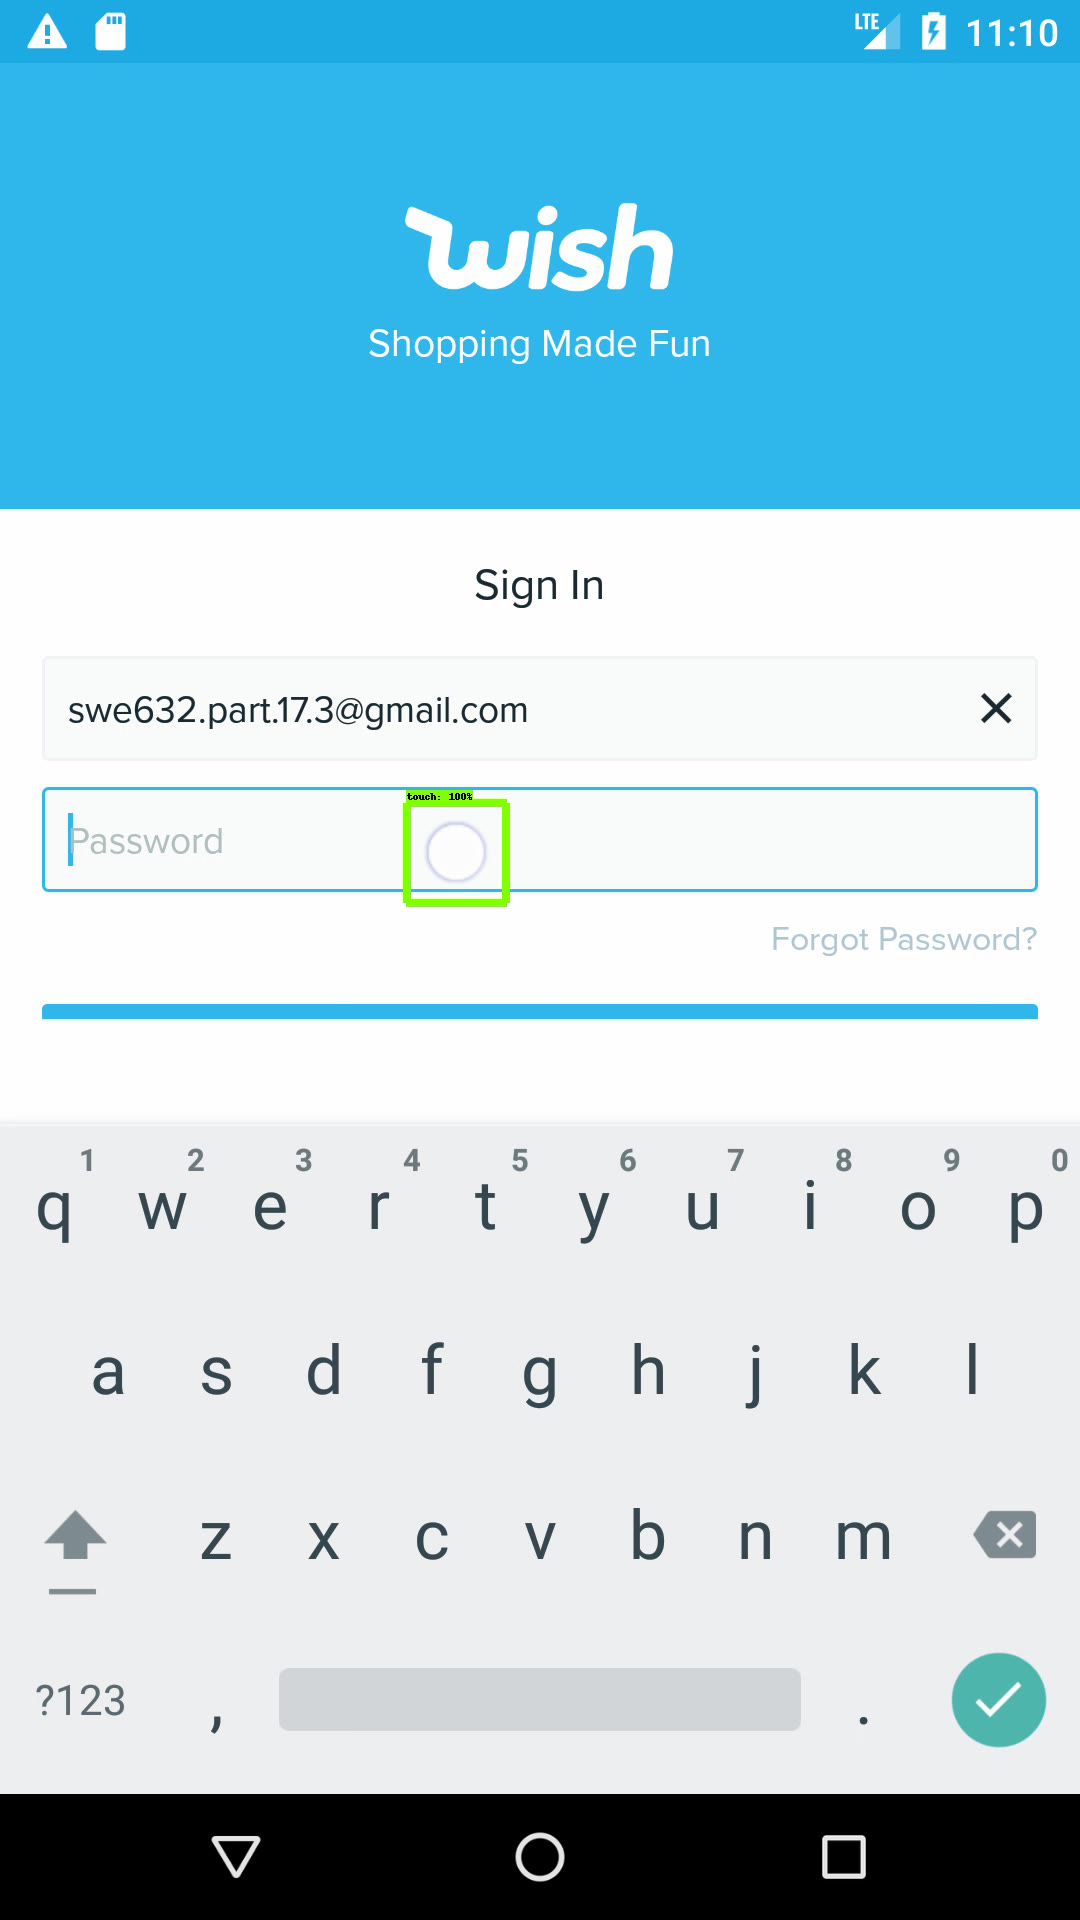 LTE 11:10
wish
Shopping Made Fun
Sign In
swe632.part.17.3@gmail.com
touch: 100%
Password
Forgot Password?
1 2 3 4 5 6 7 8 9 0
q w e r t y u i o p
a s d f g h j k l
z x c v b n m
?123 , .